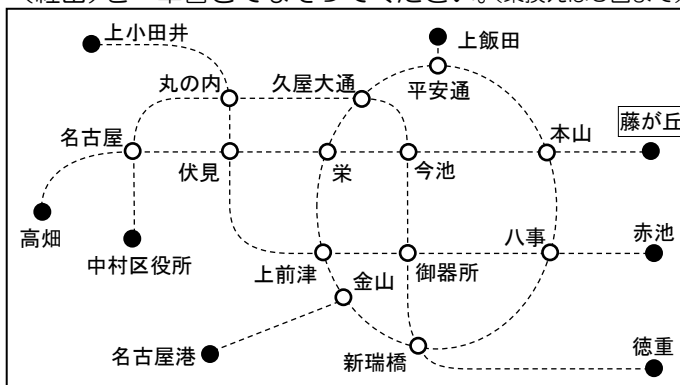 上小田井
上飯田
丸の内
久屋大通
平安通
名古屋
本山
藤が丘
伏見
栄
今池
高畑
中村区役所
八事
赤池
上前津
御器所
金山
名古屋港
新瑞橋
徳重